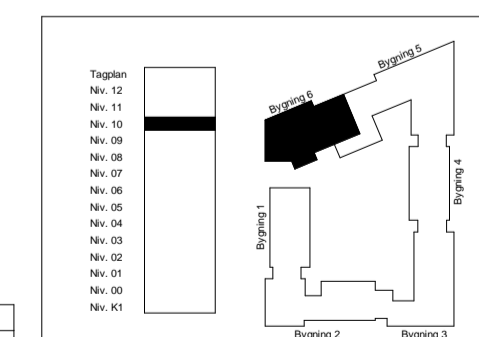 Tagplan
Niv. 12
Niv. 11
Niv. 10
Niv. 09
Niv. 08
Niv. 07
Niv. 06
Niv. 05
Niv. 04
Niv. 03
Niv. 02
Niv. 01
Niv. 00
Niv. K1
Bygning 5
Bygning 6
Bygning 4
Bygning 1
Bygning 2
Bygning 3